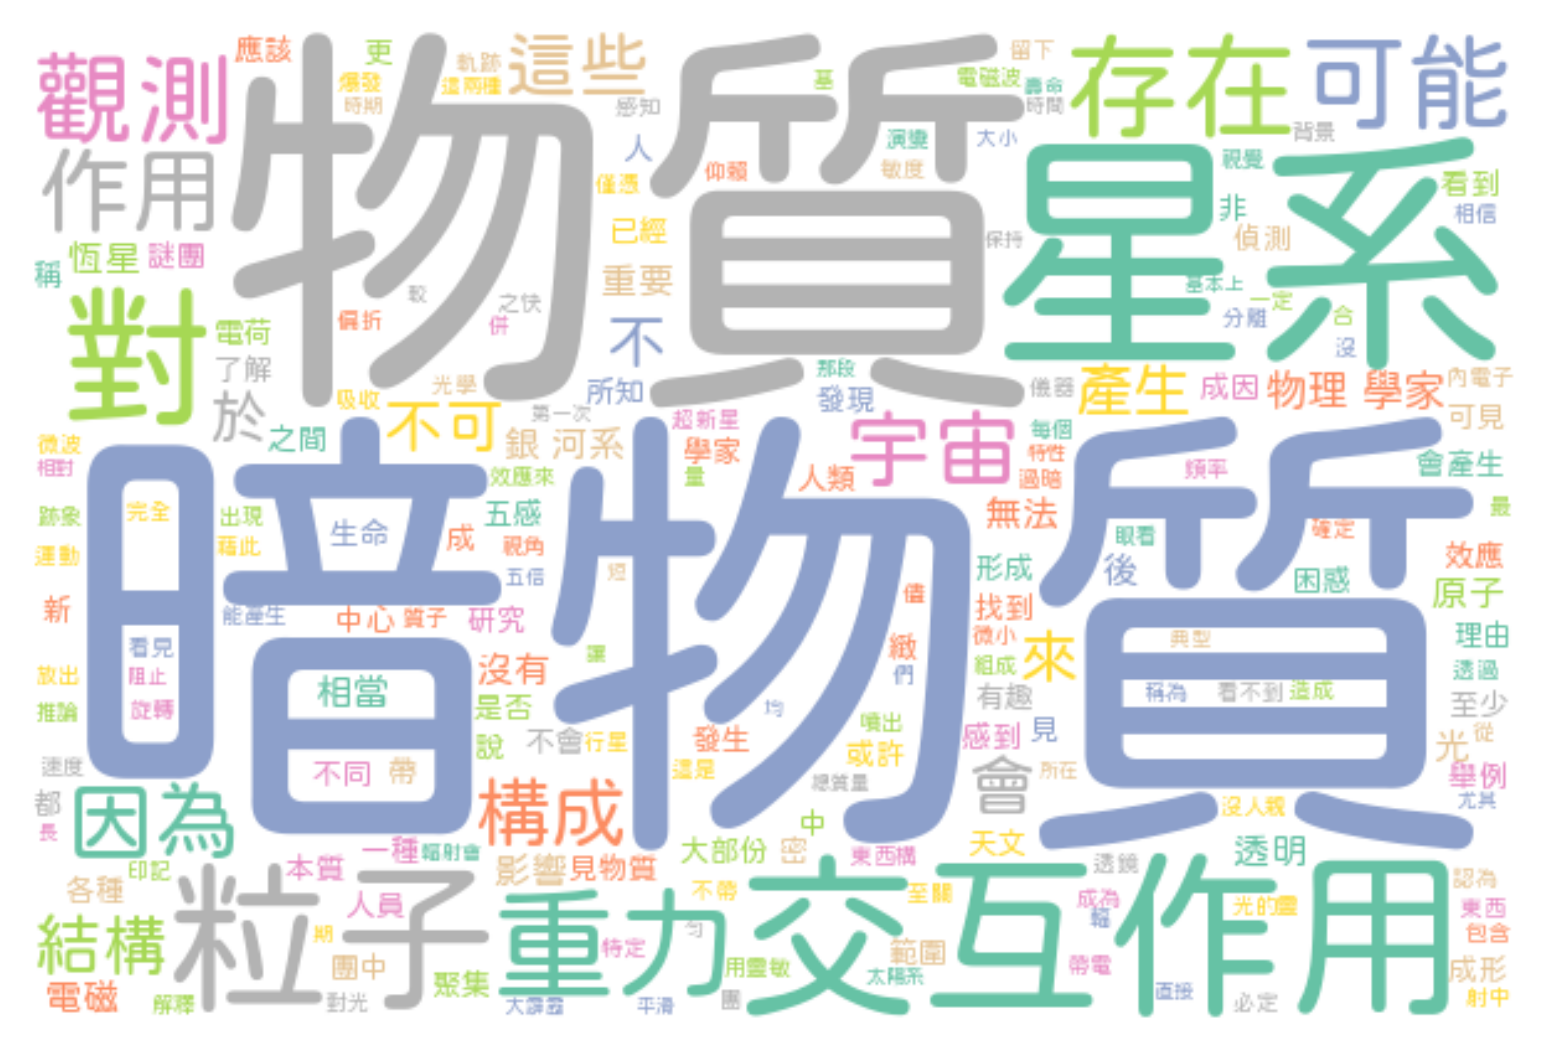 應該
更
軌跡
這些
留下
觀測
物質
爆發
這兩種
基
電磁波
壽命
存在
可能
時期
感知
時間
作用
人
演變
大小
背景
僅憑
仰賴
敏度
星系
視覺
看到
已經
非
相信
恆星
謎團
保持
偵測
稱
重要
基本上
一定
對
較
之快
分離
合
電荷
偏折
併
不
沒
了解
那段
吸收
光學
所知
發現
儀器
產生
成因
物理
學家
內電子
於
不可
第一次
可見
之間
銀
河系
超新星
宇宙
每個
微波
學家
特性
相對
效應來
量
人類
過暗
頻率
會產生
暗物質
跡象
完全
出現
生命
成
五感
無法
眼看
確定
最
運動
藉此
視角
形成
後
效應
五倍
短
困惑
原子
新
能產生
中心
質子
研究
儘
找到
看見
緻
微小
典型
理由
放出
阻止
相當
沒有
讓
們
組成
來
透過
推論
旋轉
是否
均
有趣
稱為
看不到
造成
至少
說
不會
行星
發生
噴出
感到
見
從
速度
不同
帶
這是
或許
總質量
會
所在
光
舉例
都
因為
構成
沒人親
尤其
長
中
天文
一種
輻射會
大部份
密
東西構
透明
印記
本質
影響
見物質
透鏡
各種
粒子
人員
不帶
交互作用
至關
成為
認為
結構
期
重力
輻
光的靈
東西
特定
勻
範圍
包含
團中
用靈敏
太陽系
帶電
成形
電磁
解釋
對光
聚集
大霹靂
平滑
團
直接
必定
射中